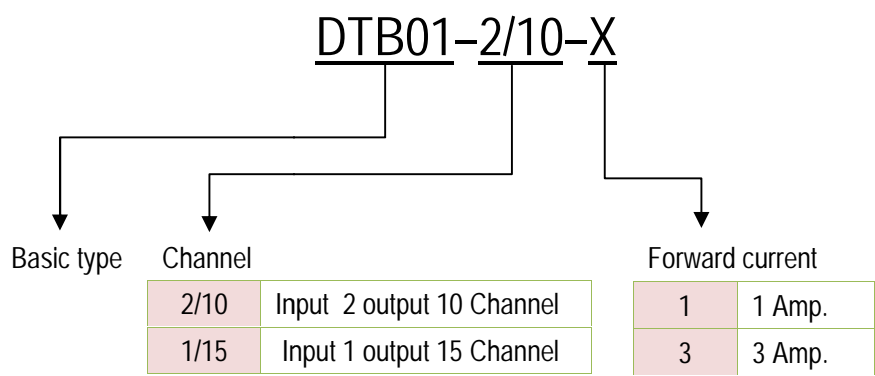 DTB01–2/10–X
Basic type Channel Forward current
2/10 Input 2 output 10 Channel 1 1 Amp.
1/15 Input 1 output 15 Channel 3 3 Amp.